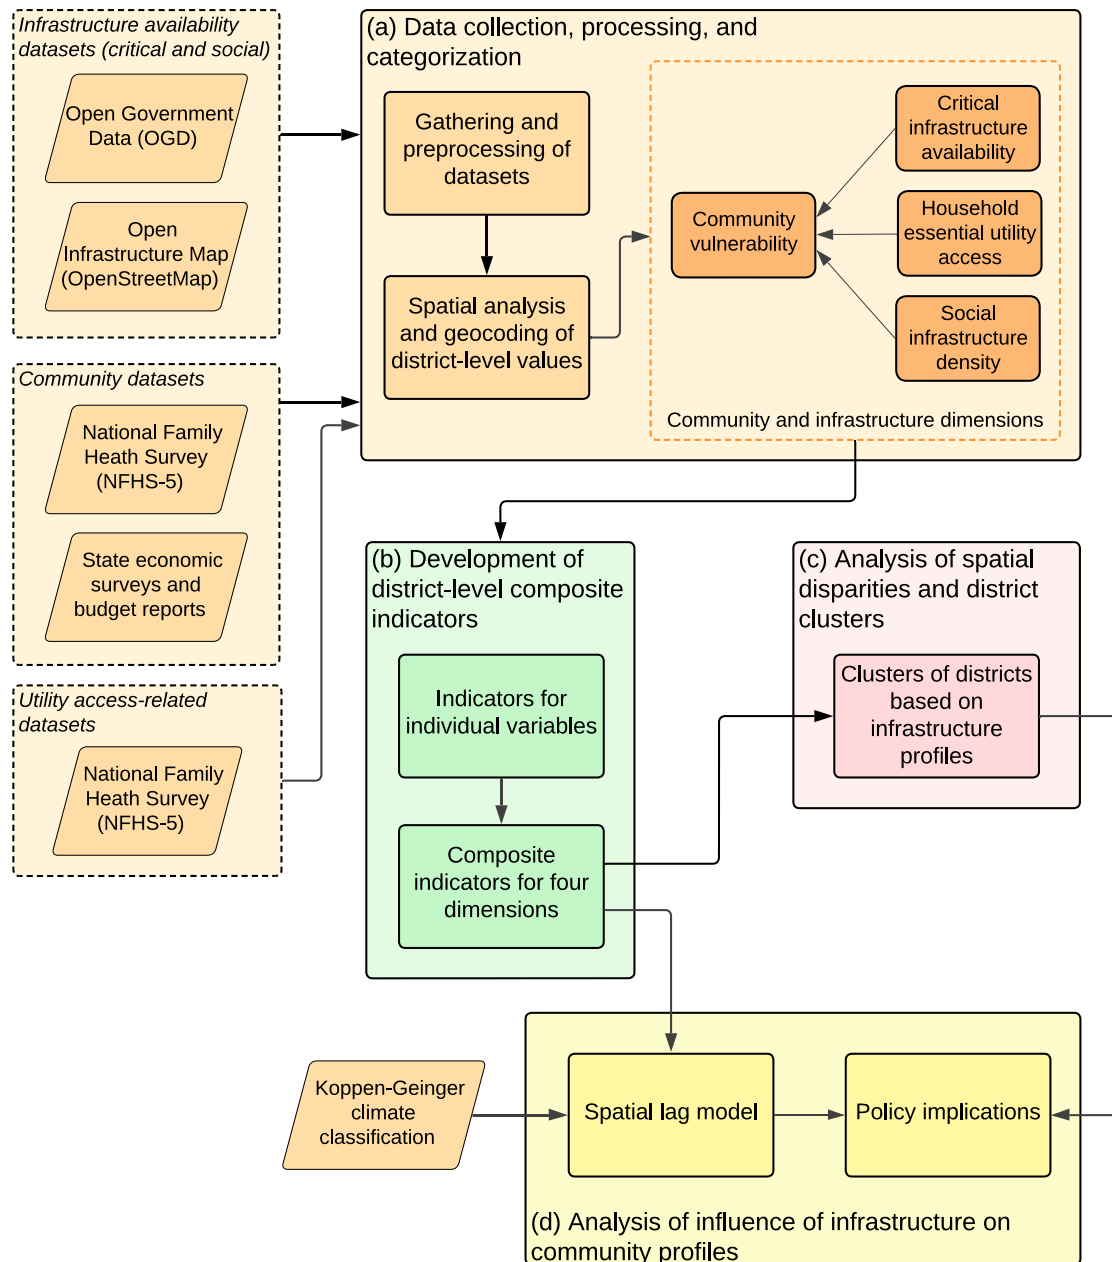 Infrastructure availability
datasets (critical and social)
Open Government
Data (OGD)
Open
Infrastructure Map
(OpenStreetMap)
Community datasets
National Family
Heath Survey
(NFHS-5)
State economic
surveys and
budget reports
Utility access-related
datasets
National Family
Heath Survey
(NFHS-5)
(a) Data collection, processing, and
categorization
Gathering and
preprocessing of
datasets
Spatial analysis
and geocoding of
district-level values
Community
vulnerability
Critical
infrastructure
availability
Household
essential utility
access
Social
infrastructure
density
Community and infrastructure dimensions
(b) Development of
district-level composite
indicators
Indicators for
individual variables
Composite
indicators for four
dimensions
(c) Analysis of spatial
disparities and district
clusters
Clusters of districts
based on
infrastructure
profiles
Koppen-Geinger
climate
classification
Spatial lag model
Policy implications
(d) Analysis of influence of infrastructure on
community profiles